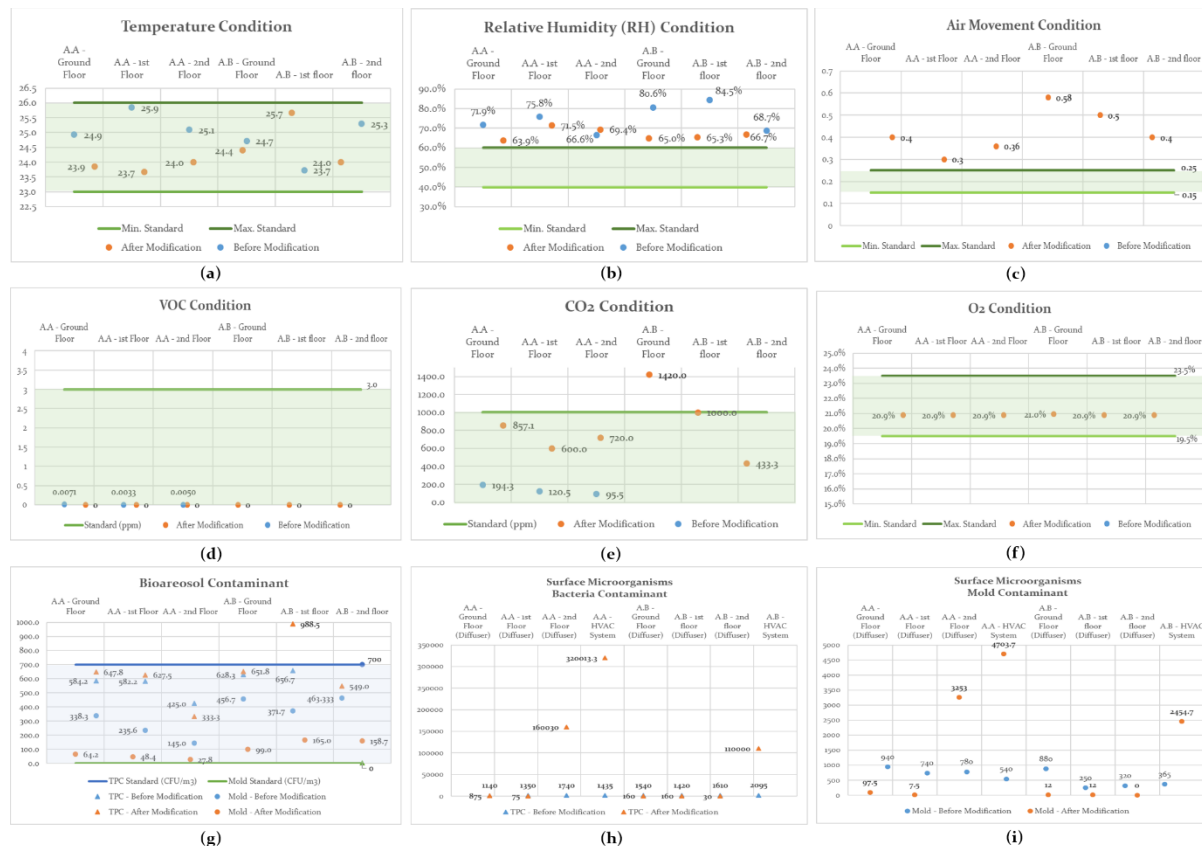 Temperature Condition
A.A - Ground Floor
A.A - 1st Floor
A.A - 2nd Floor
A.B - Ground Floor
A.B - 1st floor
A.B - 2nd floor
26.5
26.0
25.5
25.0
24.5
24.0
23.5
23.0
22.5
24.9
25.9
25.1
24.7
23.7
25.3
23.9
23.7
24.0
24.4
25.7
24.0
Min. Standard
Max. Standard
After Modification
Before Modification
(a)
Relative Humidity (RH) Condition
A.A - Ground Floor
A.A - 1st Floor
A.A - 2nd Floor
A.B - Ground Floor
A.B - 1st floor
A.B - 2nd floor
90.0%
80.0%
70.0%
60.0%
50.0%
40.0%
30.0%
71.9%
75.8%
66.6%
80.6%
84.5%
68.7%
63.9%
71.5%
69.4%
65.0%
65.3%
66.7%
Min. Standard
Max. Standard
After Modification
Before Modification
(b)
Air Movement Condition
A.A - Ground Floor
A.A - 1st Floor
A.A - 2nd Floor
A.B - Ground Floor
A.B - 1st floor
A.B - 2nd floor
0.7
0.6
0.5
0.4
0.3
0.2
0.1
0
0.4
0.3
0.36
0.58
0.5
0.4
0.25
0.15
Min. Standard
Max. Standard
After Modification
Before Modification
(c)
VOC Condition
A.A - Ground Floor
A.A - 1st Floor
A.A - 2nd Floor
A.B - Ground Floor
A.B - 1st floor
A.B - 2nd floor
4
3.5
3
2.5
2
1.5
1
0.5
0
3.0
0.0071
0.0033
0.0050
0
0
0
0
0
0
Standard (ppm)
After Modification
Before Modification
(d)
CO2 Condition
A.A - Ground Floor
A.A - 1st Floor
A.A - 2nd Floor
A.B - Ground Floor
A.B - 1st floor
A.B - 2nd floor
1400.0
1200.0
1000.0
800.0
600.0
400.0
200.0
0.0
857.1
600.0
720.0
1420.0
1000.0
433.3
194.3
120.5
95.5
Standard (ppm)
After Modification
Before Modification
(e)
O2 Condition
A.A - Ground Floor
A.A - 1st Floor
A.A - 2nd Floor
A.B - Ground Floor
A.B - 1st floor
A.B - 2nd floor
25.0%
24.0%
23.0%
22.0%
21.0%
20.0%
19.0%
18.0%
17.0%
16.0%
15.0%
23.5%
20.9%
20.9%
20.9%
21.0%
20.9%
20.9%
19.5%
Min. Standard
Max. Standard
After Modification
Before Modification
(f)
Bioareosol Contaminant
A.A - Ground Floor
A.A - 1st Floor
A.A - 2nd Floor
A.B - Ground Floor
A.B - 1st floor
A.B - 2nd floor
1000.0
900.0
800.0
700.0
600.0
500.0
400.0
300.0
200.0
100.0
0.0
988.5
700
647.8
584.2
627.5
582.2
425.0
333.3
651.8
628.3
656.7
549.0
338.3
235.6
145.0
456.7
371.7
463.333
64.2
48.4
27.8
99.0
165.0
158.7
0
TPC Standard (CFU/m3)
Mold Standard (CFU/m3)
TPC - Before Modification
Mold - Before Modification
TPC - After Modification
Mold - After Modification
(g)
Surface Microorganisms
Bacteria Contaminant
A.A - Ground Floor (Diffuser)
A.A - 1st Floor (Diffuser)
A.A - 2nd Floor (Diffuser)
A.A - HVAC System
A.B - Ground Floor (Diffuser)
A.B - 1st floor (Diffuser)
A.B - 2nd floor (Diffuser)
A.B - HVAC System
350000
300000
250000
200000
150000
100000
50000
0
320013.3
160030
110000
1140
1350
1740
1435
1540
1420
1610
2095
875
75
160
160
30
TPC - Before Modification
TPC - After Modification
(h)
Surface Microorganisms
Mold Contaminant
A.A - Ground Floor (Diffuser)
A.A - 1st Floor (Diffuser)
A.A - 2nd Floor (Diffuser)
A.A - HVAC System
A.B - Ground Floor (Diffuser)
A.B - 1st floor (Diffuser)
A.B - 2nd floor (Diffuser)
A.B - HVAC System
5000
4500
4000
3500
3000
2500
2000
1500
1000
500
0
4703.7
3253
2454.7
940
740
780
540
880
250
320
365
97.5
7.5
12
12
0
Mold - Before Modification
Mold - After Modification
(i)